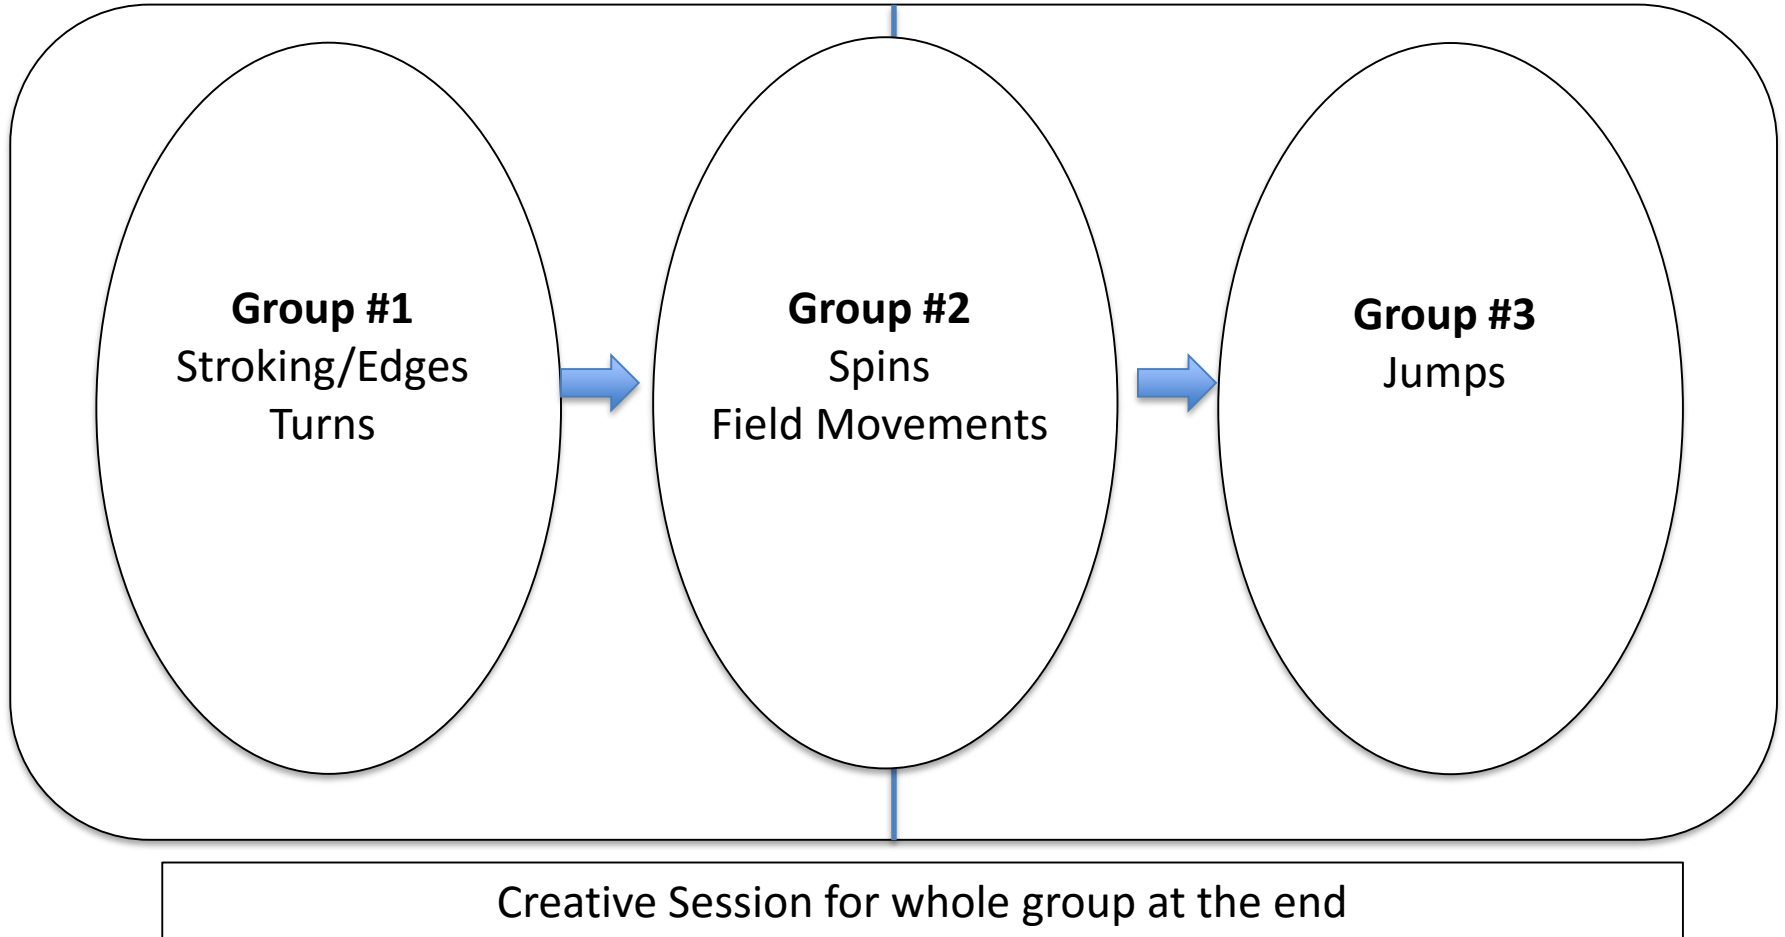 Group #1
Stroking/Edges
Turns
Group #2
Spins
Field Movements
Group #3
Jumps
Creative Session for whole group at the end